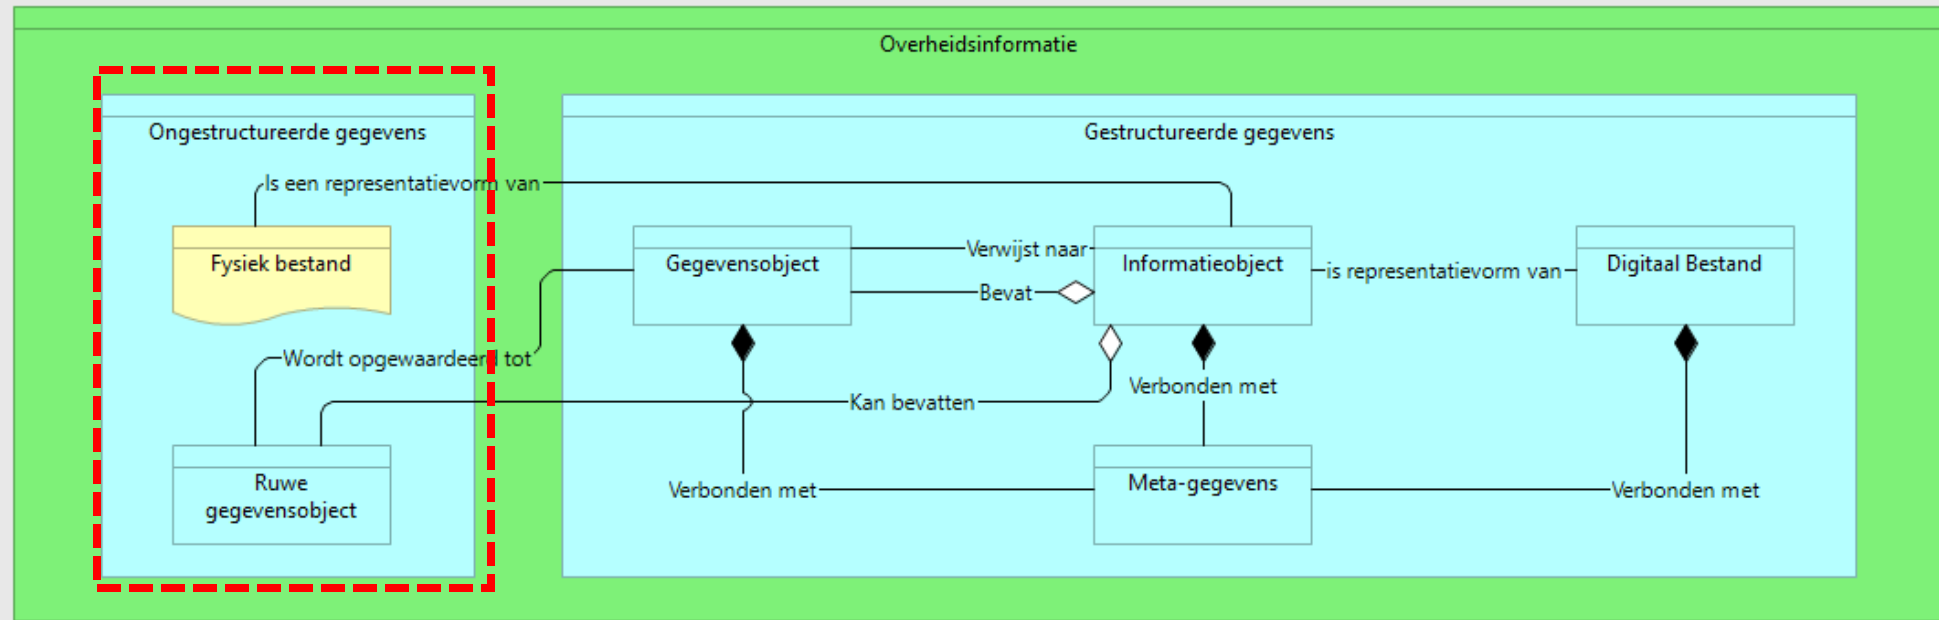 Overheidsinformatie
Ongestructureerde gegevens
Gestructureerde gegevens
Is een representatievorm van
Verwijst naar
Fysiek bestand
Gegevensobject
Informatieobject
is representatievorm van
Digitaal Bestand
Bevat
Wordt opgewaardeerd tot
Verbonden met
Kan bevatten
Ruwe
gegevensobject
Verbonden met
Meta-gegevens
Verbonden met